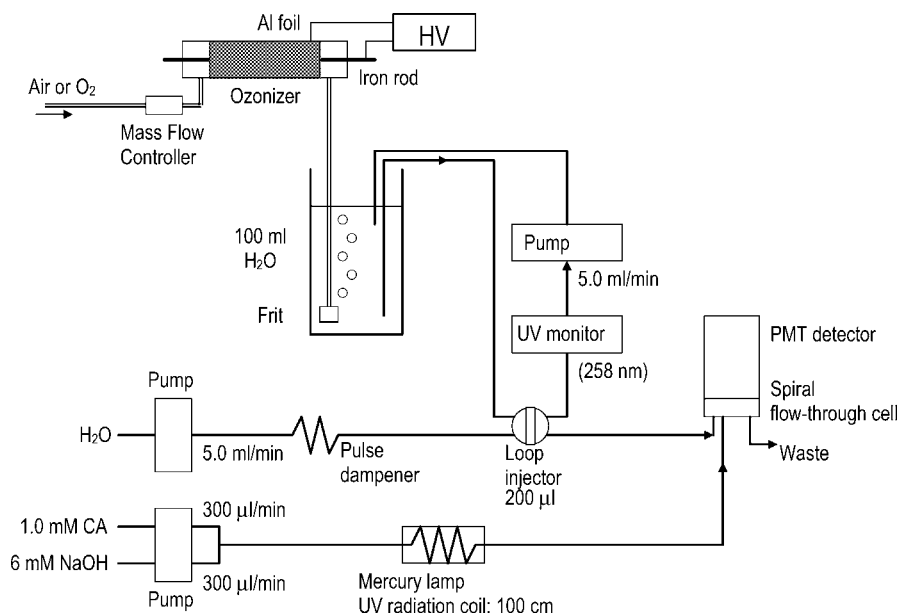 Al foil
HV
Iron rod
Air or O₂
Ozonizer
Mass Flow
Controller
100 ml
H₂O
Pump
5.0 ml/min
Frit
UV monitor
(258 nm)
PMT detector
Spiral
flow-through cell
Waste
Pump
H₂O
5.0 ml/min
Pulse
dampener
Loop
injector
200 µl
1.0 mM CA
300 µl/min
6 mM NaOH
300 µl/min
Pump
Mercury lamp
UV radiation coil: 100 cm